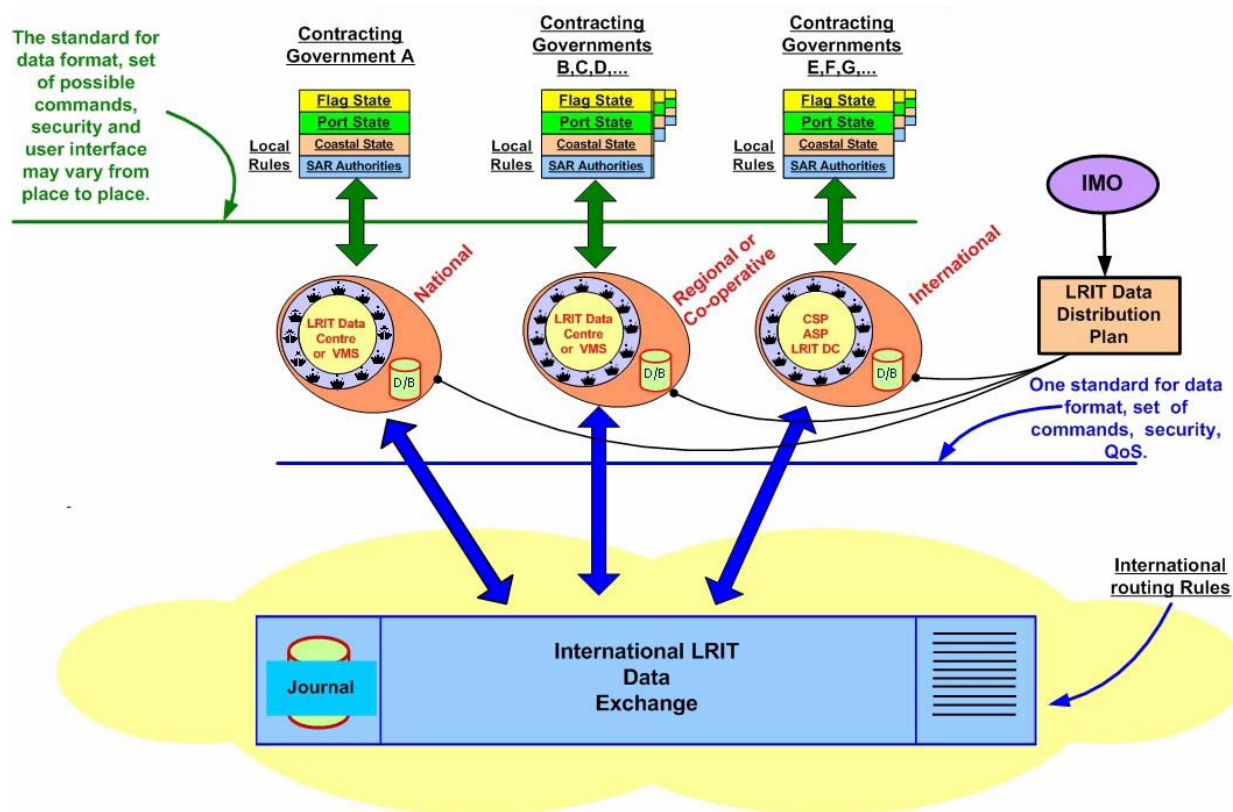 The standard for
data format, set
of possible
commands,
security and
user interface
may vary from
place to place.
Contracting
Government A
Flag State
Port State
Coastal State
SAR Authorities
Local
Rules
Contracting
Governments
B,C,D,...
Flag State
Port State
Coastal State
SAR Authorities
Local
Rules
Contracting
Governments
E,F,G,...
Flag State
Port State
Coastal State
SAR Authorities
Local
Rules
IMO
LRIT Data
Distribution
Plan
National
LRIT Data
Centre
or VMS
D/B
Regional or
Co-operative
LRIT Data
Centre
or VMS
D/B
International
CSP
ASP
LRIT DC
D/B
One standard for data
format, set of
commands, security,
QoS.
International
routing Rules
Journal
International LRIT
Data
Exchange